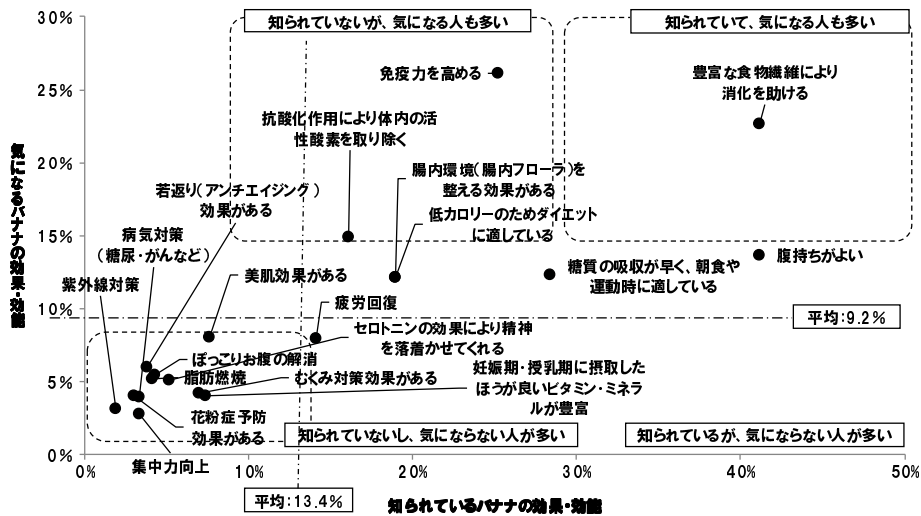 30%
25%
20%
15%
10%
5%
0%
知られていないが、気になる人も多い
知られていて、気になる人も多い
免疫力を高める
豊富な食物繊維により
消化を助ける
抗酸化作用により体内の活
性酸素を取り除く
腸内環境(腸内フローラ)を
整える効果がある
若返り(アンチエイジング)
効果がある
低カロリーのためダイエット
に適している
病気対策
(糖尿・がんなど)
腹持ちがよい
紫外線対策
美肌効果がある
糖質の吸収が早く、朝食や
運動時に適している
疲労回復
平均:9.2%
セロトニンの効果により精神
を落着かせてくれる
ぽっこりお腹の解消
脂肪燃焼
むくみ対策効果がある
妊娠期・授乳期に摂取した
ほうが良いビタミン・ミネラ
ルが豊富
花粉症予防
効果がある
集中力向上
知られていないし、気にならない人が多い
知られているが、気にならない人が多い
0%
10%
20%
30%
40%
50%
平均:13.4%
知られているバナナの効果・効能
気になるバナナの効果・効能